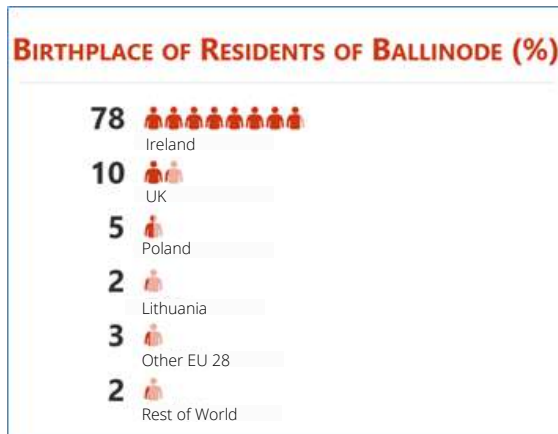 BIRTHPLACE OF RESIDENTS OF BALLINODE (%)
78
Ireland
10
UK
5
Poland
2
Lithuania
3
Other EU 28
2
Rest of World